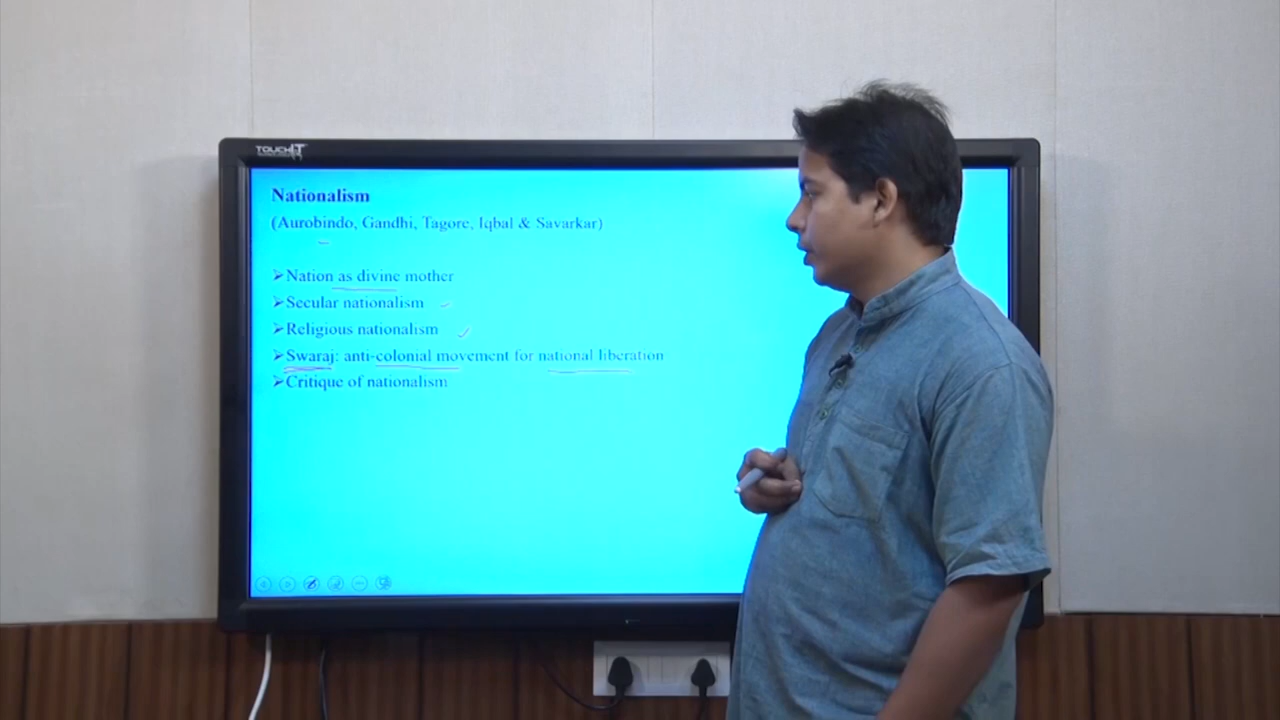 TOUCHIT
Nationalism
(Aurobindo, Gandhi, Tagore, Iqbal & Savarkar)
➢Nation as divine mother
➢Secular nationalism
➢Religious nationalism
➢Swaraj: anti-colonial movement for national liberation
➢Critique of nationalism